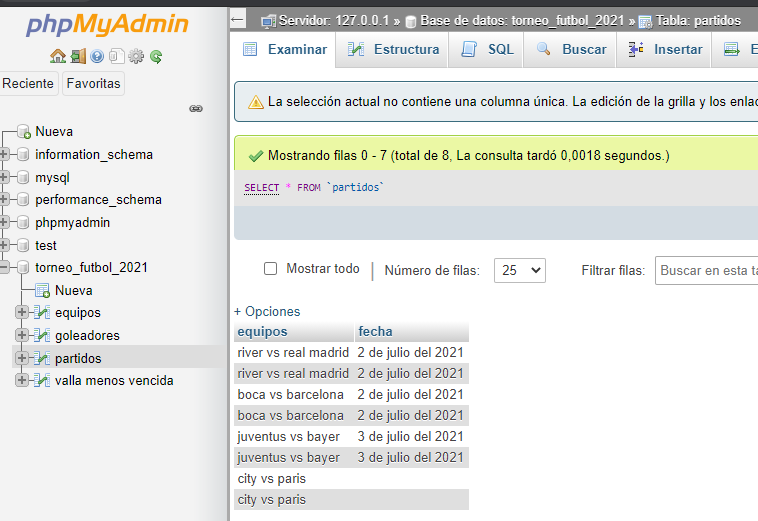 phpMyAdmin
Reciente Favoritas
Nueva
information_schema
mysql
performance_schema
phpmyadmin
test
torneo_futbol_2021
Nueva
equipos
goleadores
partidos
valla menos vencida
Servidor: 127.0.0.1 » Base de datos: torneo_futbol_2021 » Tabla: partidos
Examinar Estructura SQL Buscar Insertar E
La selección actual no contiene una columna única. La edición de la grilla y los enlac
Mostrando filas 0 - 7 (total de 8, La consulta tardó 0,0018 segundos.)
SELECT * FROM `partidos`
Mostrar todo | Número de filas: 25 Filtrar filas: Buscar en esta ta
+ Opciones
equipos fecha
river vs real madrid 2 de julio del 2021
river vs real madrid 2 de julio del 2021
boca vs barcelona 2 de julio del 2021
boca vs barcelona 2 de julio del 2021
juventus vs bayer 3 de julio del 2021
juventus vs bayer 3 de julio del 2021
city vs paris
city vs paris